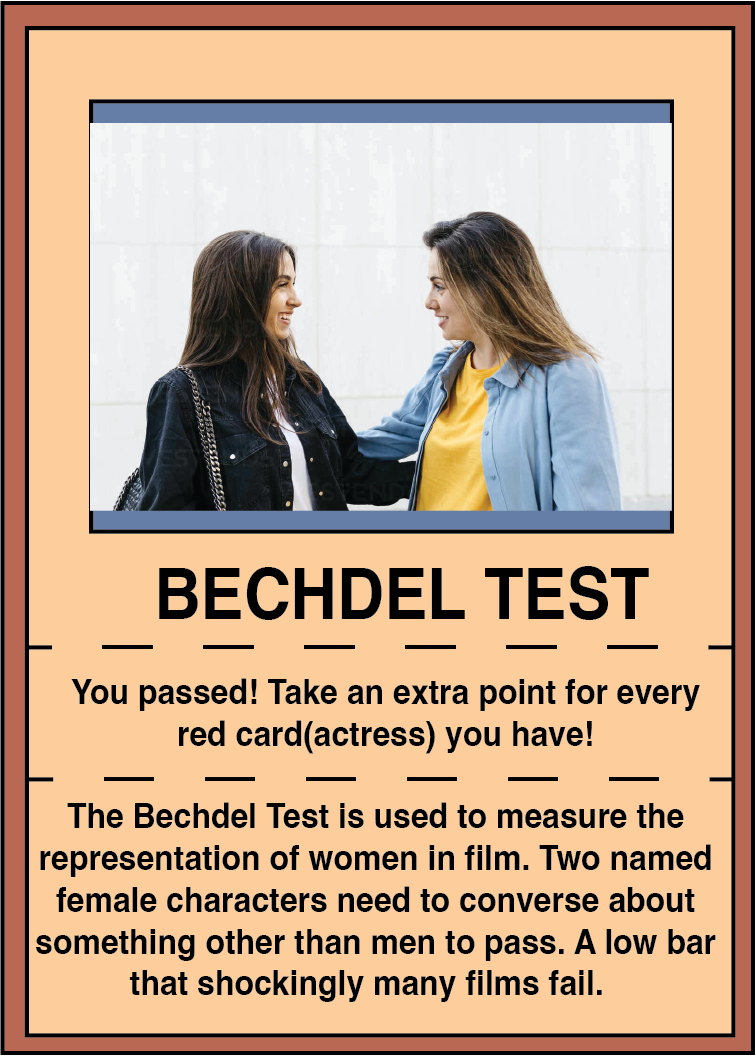 BECHDEL TEST
You passed! Take an extra point for every
red card(actress) you have!
The Bechdel Test is used to measure the
representation of women in film. Two named
female characters need to converse about
something other than men to pass. A low bar
that shockingly many films fail.